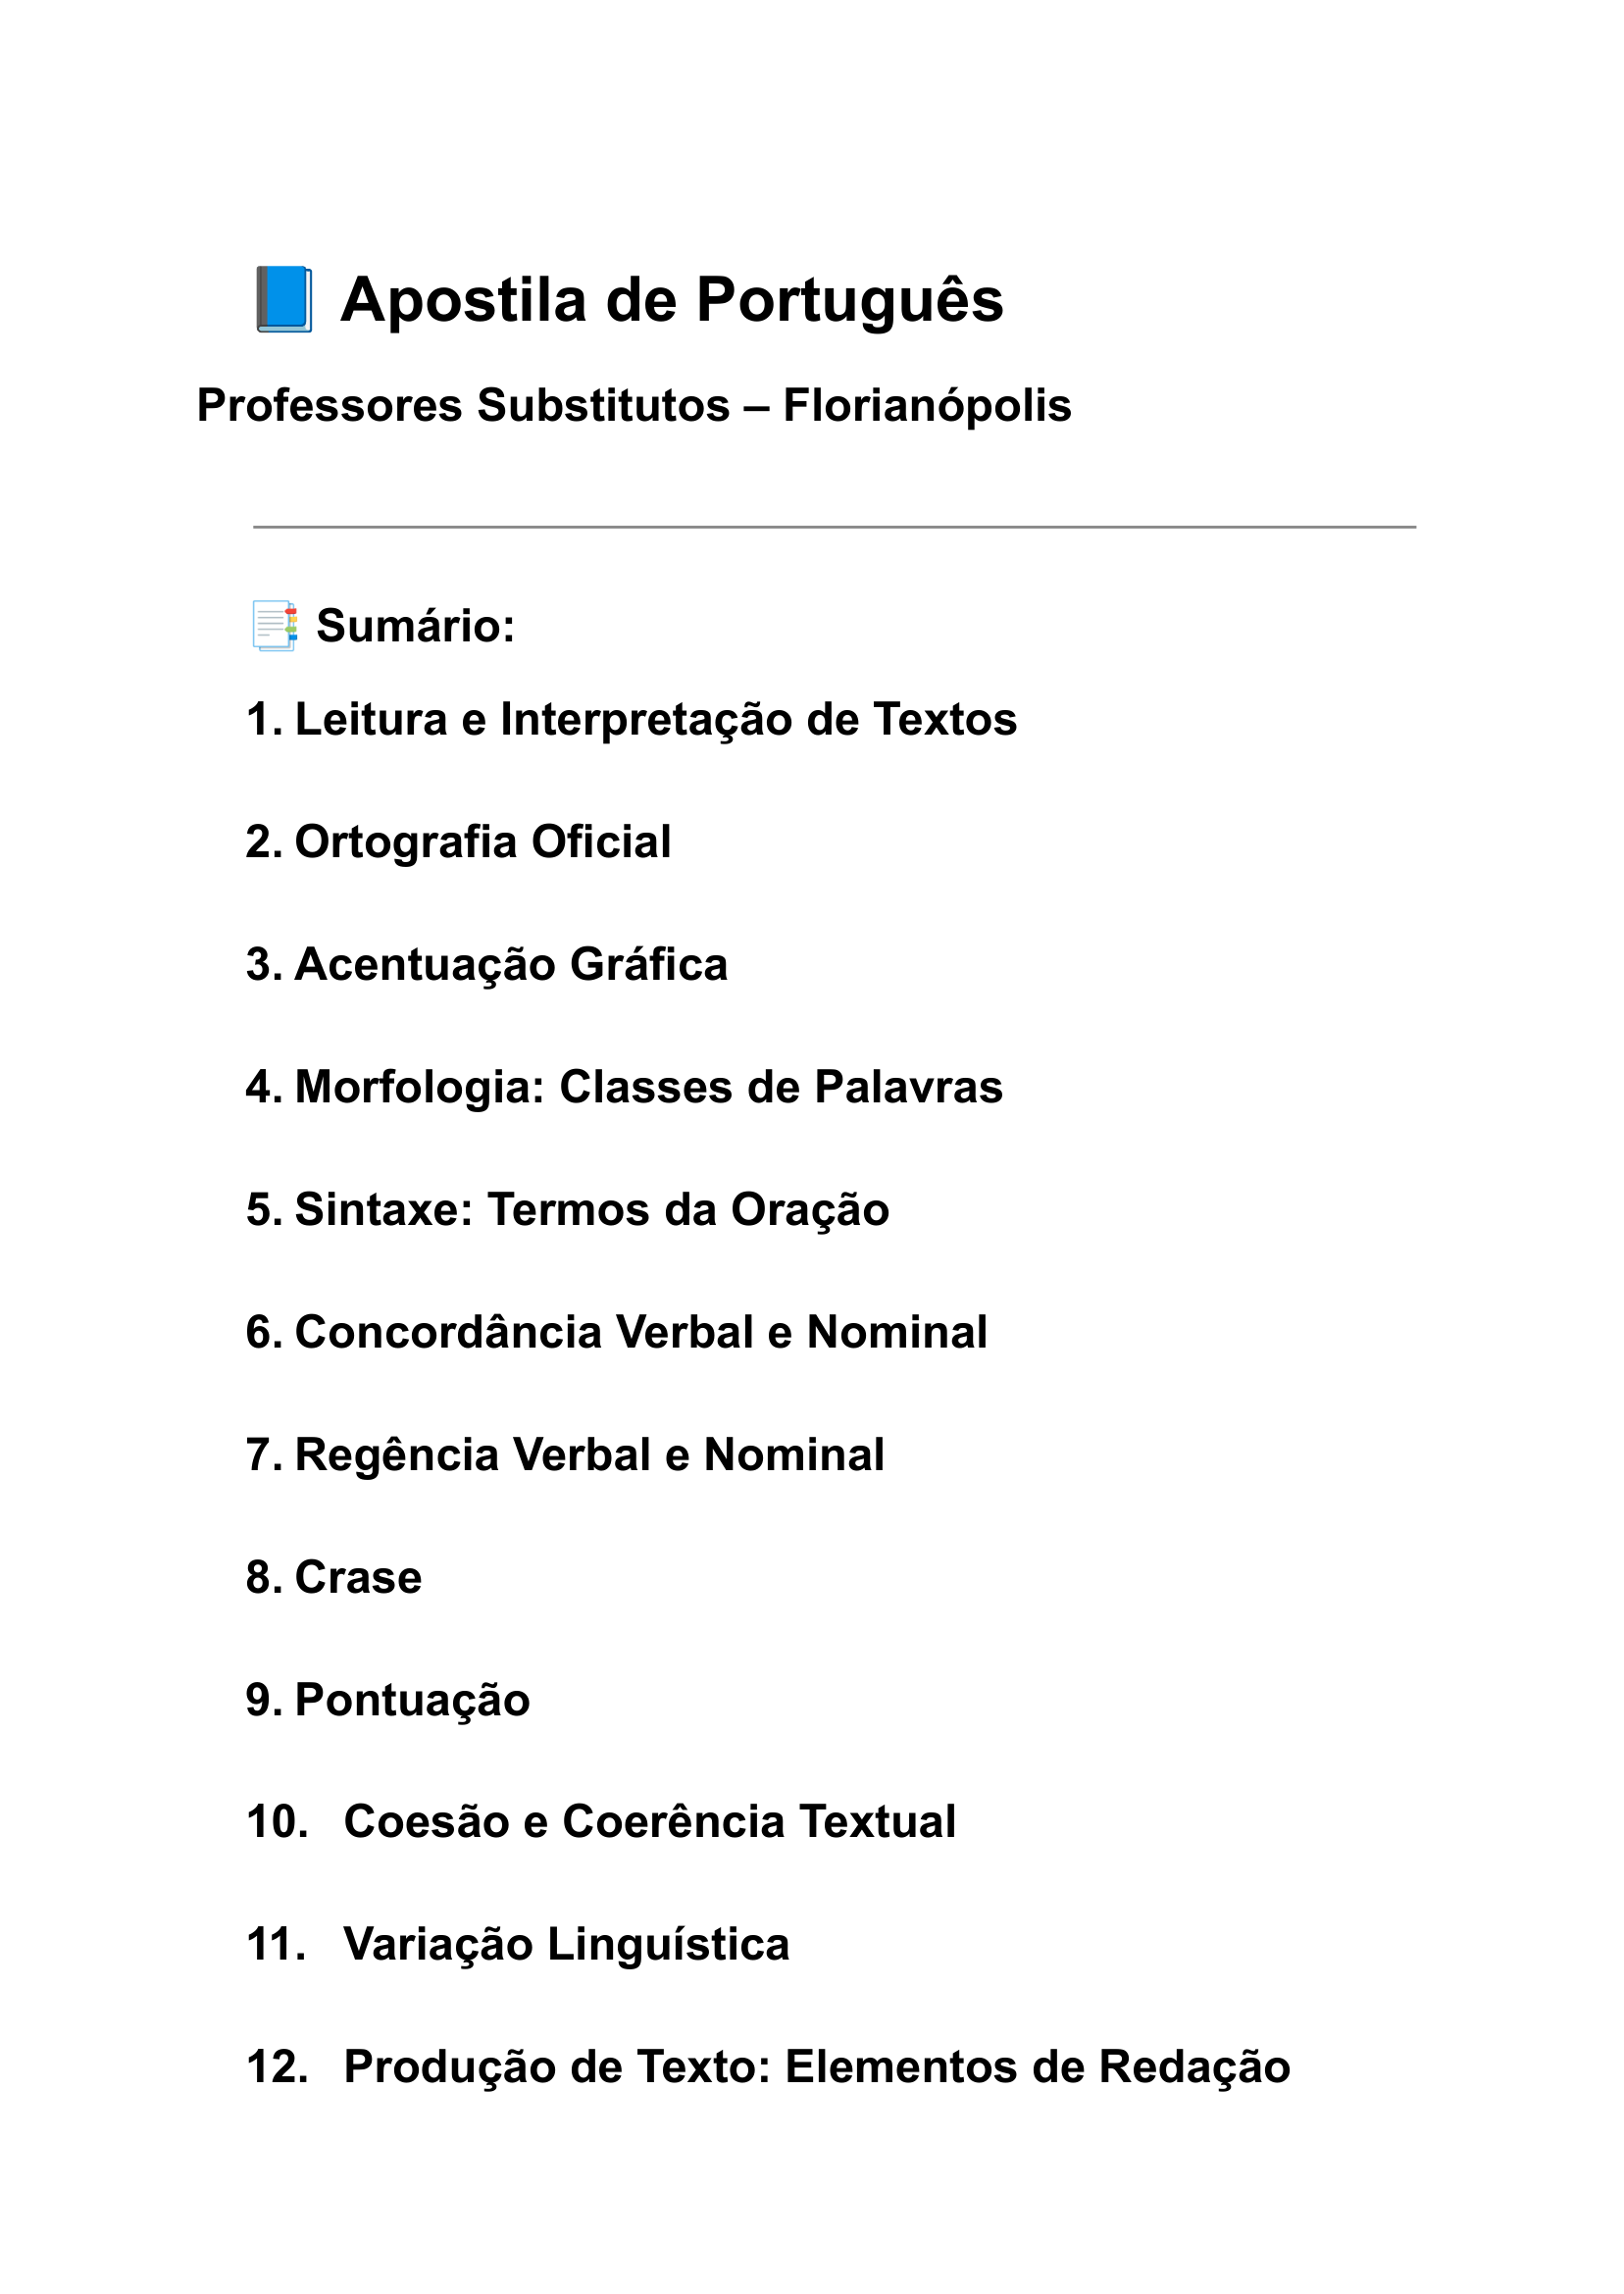 Apostila de Português
Professores Substitutos – Florianópolis
Sumário:
1. Leitura e Interpretação de Textos
2. Ortografia Oficial
3. Acentuação Gráfica
4. Morfologia: Classes de Palavras
5. Sintaxe: Termos da Oração
6. Concordância Verbal e Nominal
7. Regência Verbal e Nominal
8. Crase
9. Pontuação
10. Coesão e Coerência Textual
11. Variação Linguística
12. Produção de Texto: Elementos de Redação